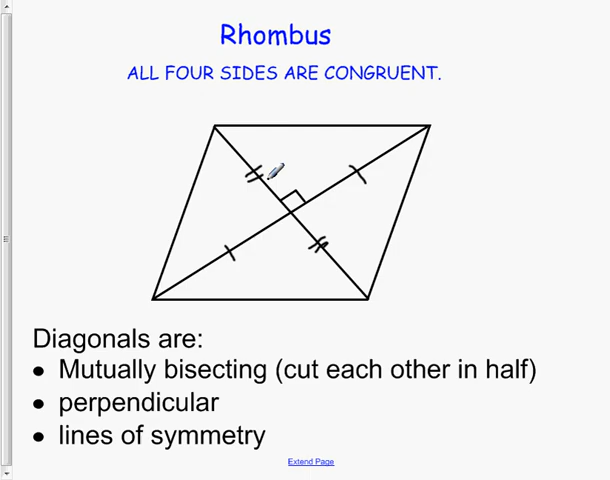 Rhombus
ALL FOUR SIDES ARE CONGRUENT.
Diagonals are:
• Mutually bisecting (cut each other in half)
• perpendicular
• lines of symmetry
Extend Page